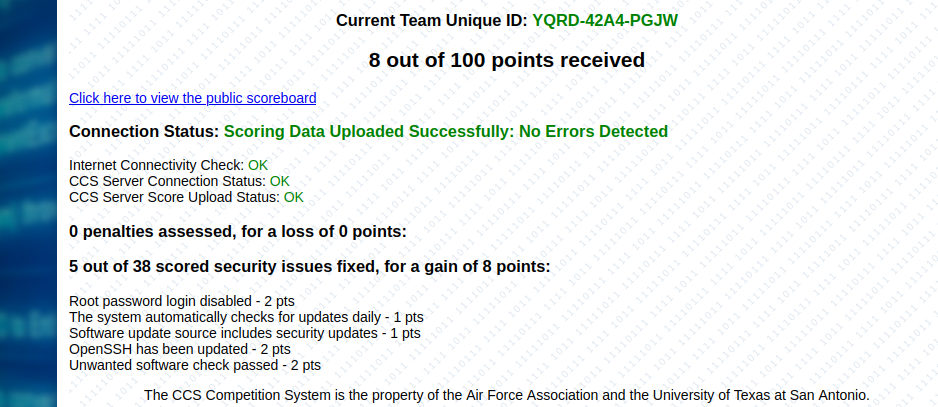 Current Team Unique ID: YQRD-42A4-PGJW
8 out of 100 points received
Click here to view the public scoreboard
Connection Status: Scoring Data Uploaded Successfully: No Errors Detected
Internet Connectivity Check: OK
CCS Server Connection Status: OK
CCS Server Score Upload Status: OK
0 penalties assessed, for a loss of 0 points:
5 out of 38 scored security issues fixed, for a gain of 8 points:
Root password login disabled - 2 pts
The system automatically checks for updates daily - 1 pts
Software update source includes security updates - 1 pts
OpenSSH has been updated - 2 pts
Unwanted software check passed - 2 pts
The CCS Competition System is the property of the Air Force Association and the University of Texas at San Antonio.